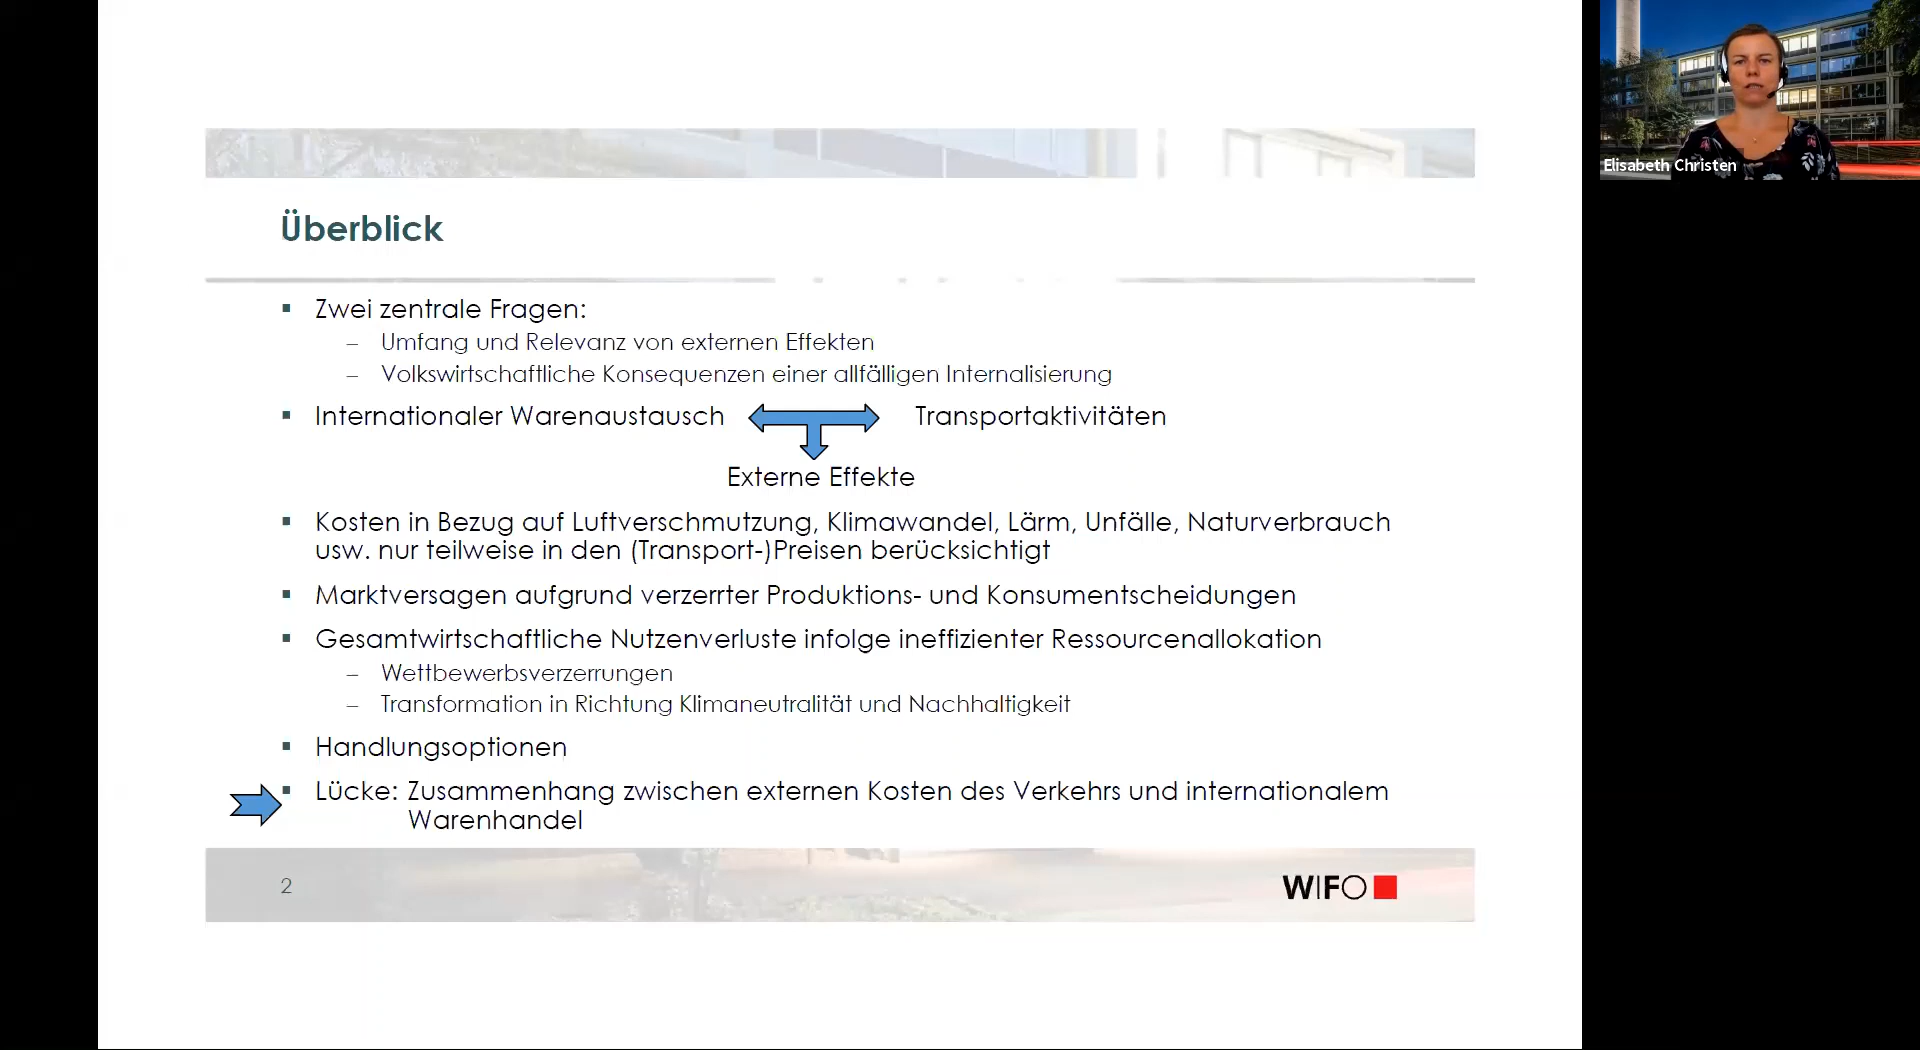 Elisabeth Christen
Überblick
Zwei zentrale Fragen:
– Umfang und Relevanz von externen Effekten
– Volkswirtschaftliche Konsequenzen einer allfälligen Internalisierung
Internationaler Warenaustausch Transportaktivitäten
Externe Effekte
Kosten in Bezug auf Luftverschmutzung, Klimawandel, Lärm, Unfälle, Naturverbrauch
usw. nur teilweise in den (Transport-)Preisen berücksichtigt
Marktversagen aufgrund verzerrter Produktions- und Konsumentscheidungen
Gesamtwirtschaftliche Nutzenverluste infolge ineffizienter Ressourcenallokation
– Wettbewerbsverzerrungen
– Transformation in Richtung Klimaneutralität und Nachhaltigkeit
Handlungsoptionen
Lücke: Zusammenhang zwischen externen Kosten des Verkehrs und internationalem
Warenhandel
2
WIFO